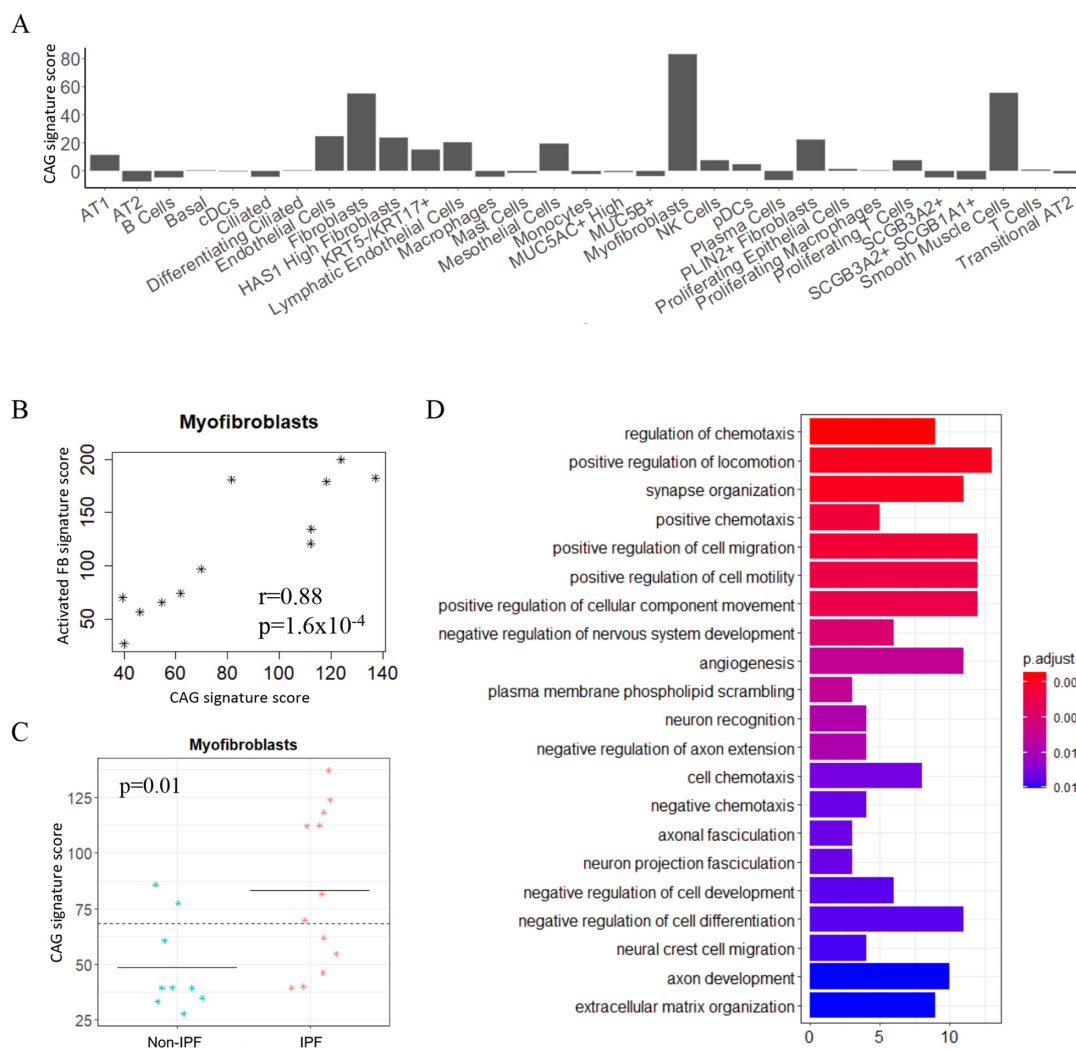 A
CAG signature score
80
60
40
20
0
AT1
AT2
B Cells
Basal
cDCs
Ciliated
Differentiating Ciliated
Endothelial Cells
Fibroblasts
HAS1 High Fibroblasts
KRT5-/KRT17+
Lymphatic Endothelial Cells
Macrophages
Mast Cells
Mesothelial Cells
Monocytes
MUC5AC+ High
MUC5B+
Myofibroblasts
NK Cells
pDCs
Plasma Cells
PLIN2+ Fibroblasts
Proliferating Epithelial Cells
Proliferating Macrophages
Proliferating T Cells
SCGB3A2+
SCGB3A2+ SCGB1A1+
Smooth Muscle Cells
T Cells
Transitional AT2
B
Myofibroblasts
Activated FB signature score
200
150
100
50
r=0.88
p=1.6x10⁻⁴
40 60 80 100 120 140
CAG signature score
C
Myofibroblasts
p=0.01
CAG signature score
125
100
75
50
25
Non-IPF IPF
D
regulation of chemotaxis
positive regulation of locomotion
synapse organization
positive chemotaxis
positive regulation of cell migration
positive regulation of cell motility
positive regulation of cellular component movement
negative regulation of nervous system development
angiogenesis
plasma membrane phospholipid scrambling
neuron recognition
negative regulation of axon extension
cell chemotaxis
negative chemotaxis
axonal fasciculation
neuron projection fasciculation
negative regulation of cell development
negative regulation of cell differentiation
neural crest cell migration
axon development
extracellular matrix organization
0 5 10
p.adjust
0.00
0.00
0.01
0.01